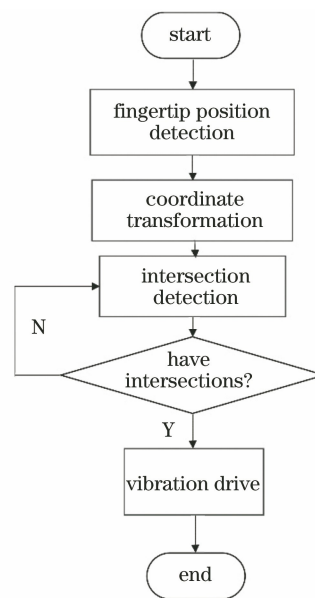 start
fingertip position
detection
coordinate
transformation
intersection
detection
N
have
intersections?
Y
vibration drive
end